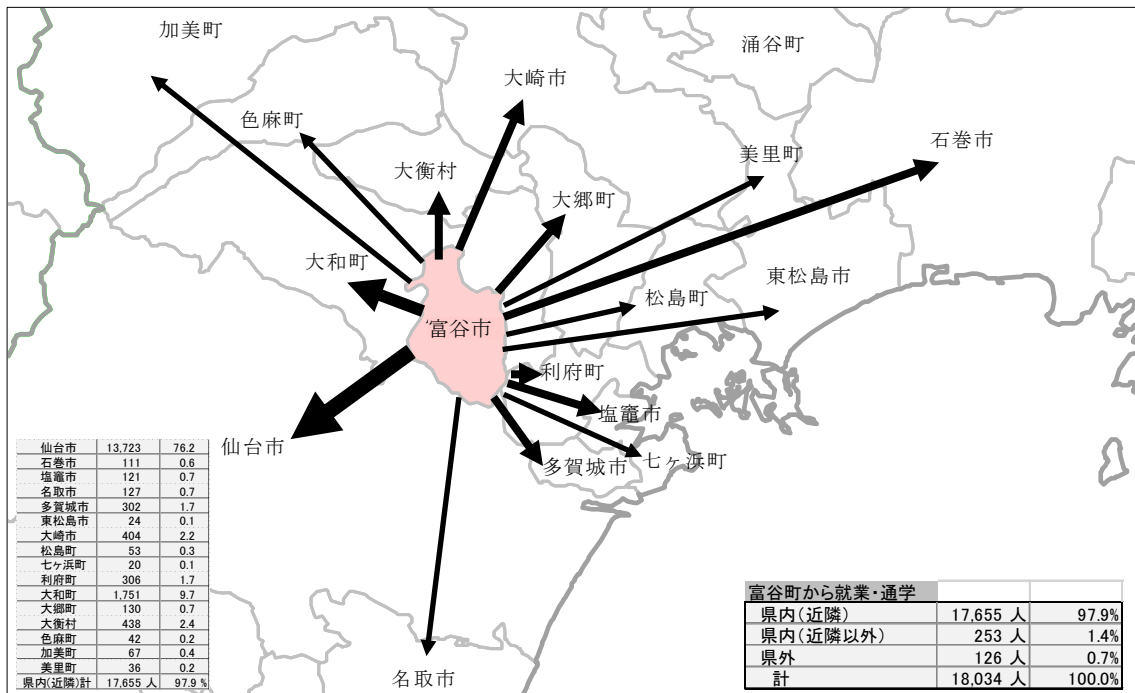 加美町
涌谷町
大崎市
色麻町
石巻市
美里町
大衡村
大郷町
大和町
東松島市
松島町
富谷市
利府町
塩竈市
仙台市
多賀城市
七ヶ浜町
名取市
仙台市 13,723 76.2
石巻市 111 0.6
塩竈市 121 0.7
名取市 127 0.7
多賀城市 302 1.7
東松島市 24 0.1
大崎市 404 2.2
松島町 53 0.3
七ヶ浜町 20 0.1
利府町 306 1.7
大和町 1,751 9.7
大郷町 130 0.7
大衡村 438 2.4
色麻町 42 0.2
加美町 67 0.4
美里町 36 0.2
県内(近隣)計 17,655 人 97.9 %
富谷町から就業・通学
県内(近隣) 17,655 人 97.9%
県内(近隣以外) 253 人 1.4%
県外 126 人 0.7%
計 18,034 人 100.0%